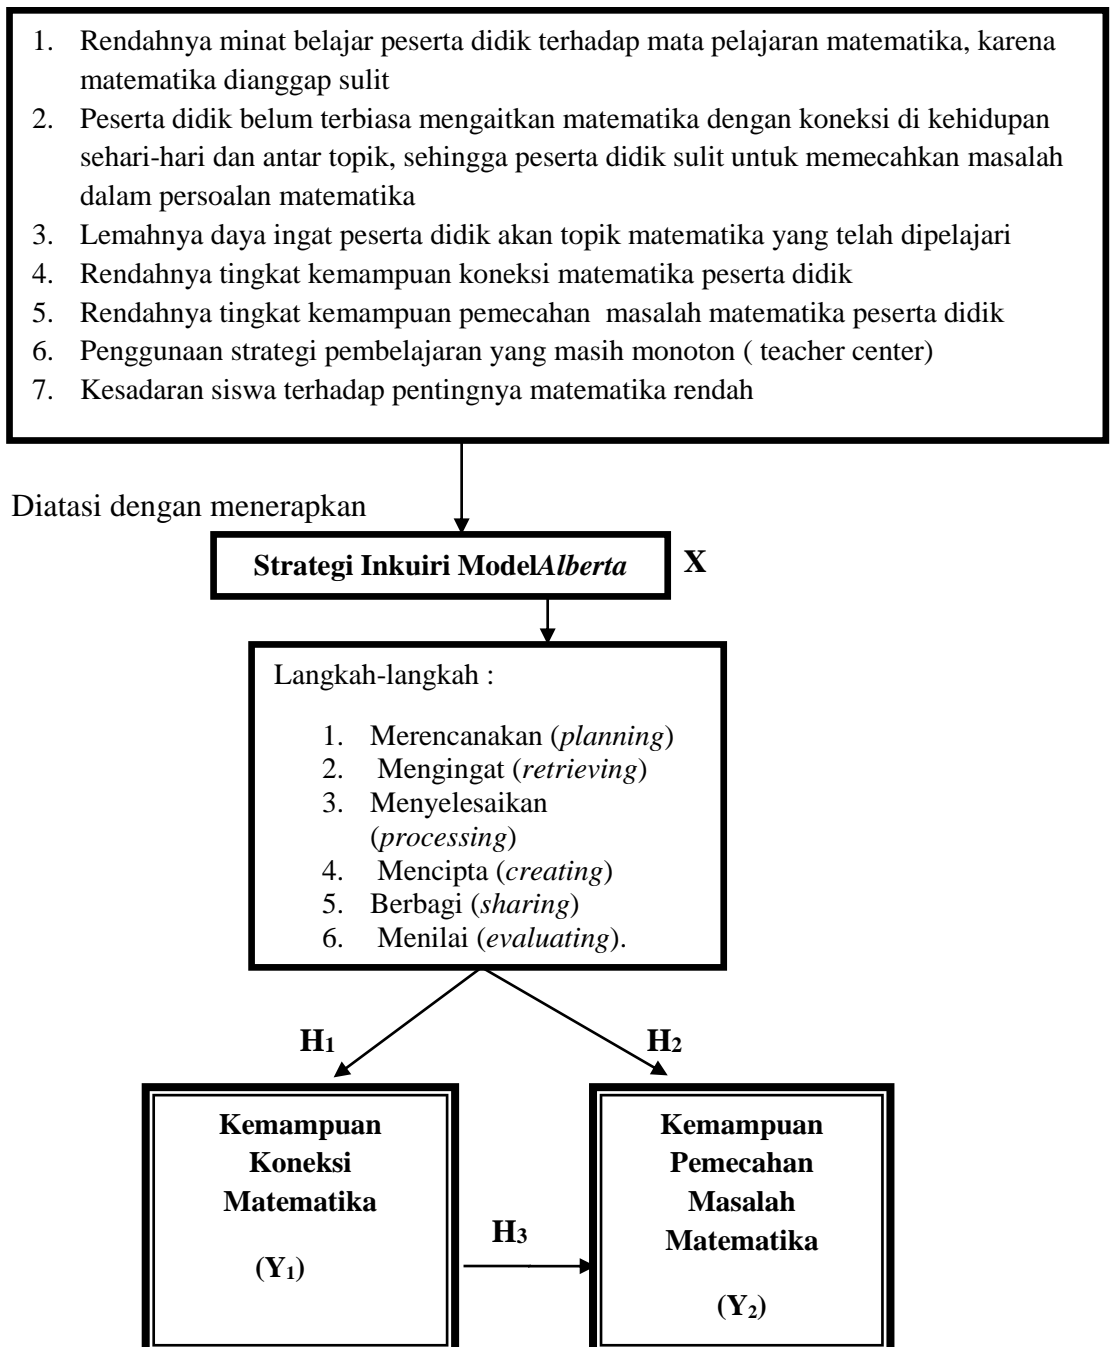 1. Rendahnya minat belajar peserta didik terhadap mata pelajaran matematika, karena
matematika dianggap sulit
2. Peserta didik belum terbiasa mengaitkan matematika dengan koneksi di kehidupan
sehari-hari dan antar topik, sehingga peserta didik sulit untuk memecahkan masalah
dalam persoalan matematika
3. Lemahnya daya ingat peserta didik akan topik matematika yang telah dipelajari
4. Rendahnya tingkat kemampuan koneksi matematika peserta didik
5. Rendahnya tingkat kemampuan pemecahan  masalah matematika peserta didik
6. Penggunaan strategi pembelajaran yang masih monoton ( teacher center)
7. Kesadaran siswa terhadap pentingnya matematika rendah
Diatasi dengan menerapkan
Strategi Inkuiri ModelAlberta
X
Langkah-langkah :
1. Merencanakan (planning)
2. Mengingat (retrieving)
3. Menyelesaikan
(processing)
4. Mencipta (creating)
5. Berbagi (sharing)
6. Menilai (evaluating).
H1
H2
Kemampuan
Koneksi
Matematika
(Y1)
H3
Kemampuan
Pemecahan
Masalah
Matematika
(Y2)